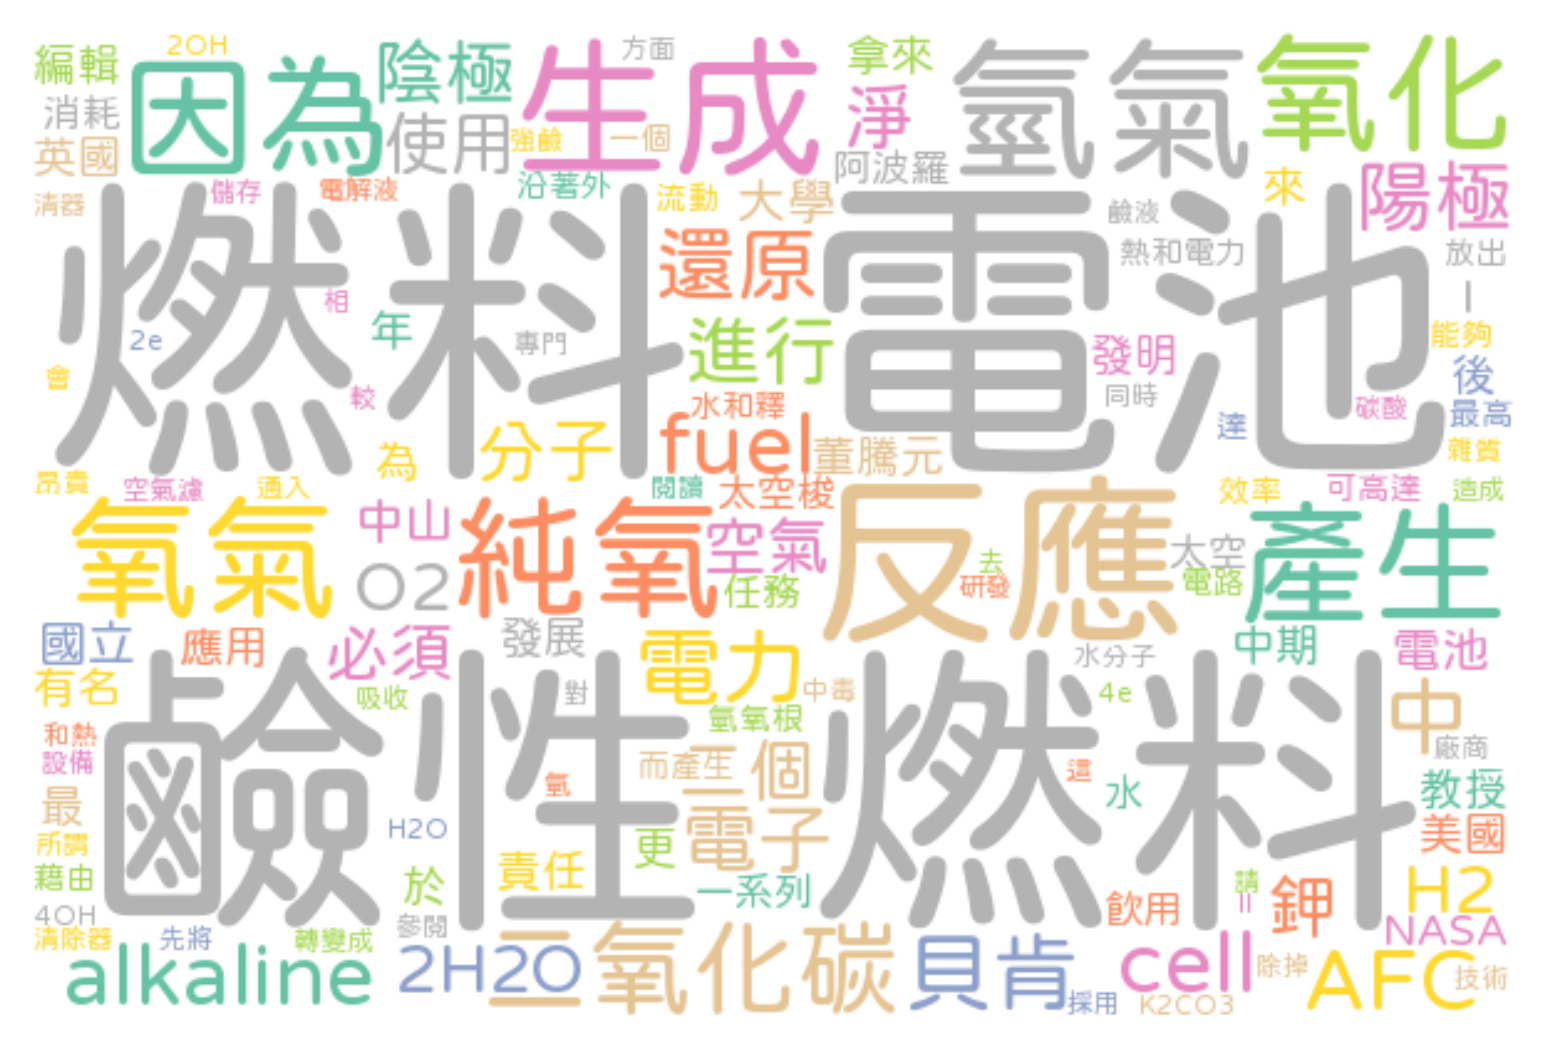 編輯
2OH
因為
陰極
生成
方面
拿來
淨
氫氣
氧化
消耗
英國
使用
強鹼
一個
阿波羅
陽極
清器
儲存
電解液
沿著外
流動
大學
鹼液
來
燃料
電池
還原
熱和電力
放出
相
2e
年
專門
進行
發明
能夠
會
較
水和釋
同時
碳酸
後
最高
達
為
分子
fuel
董騰元
雜質
昂貴
空氣濾
通入
閱讀
太空梭
效率
可高達
造成
氧氣
中山
純氧
空氣
反應
太空
產生
O2
任務
去
研發
電路
國立
應用
必須
發展
電力
水分子
中期
電池
有名
吸收
對
中毒
4e
中
和熱
氫氧根
廠商
設備
鹼性
燃料
而產生
二個
這
最
氫
水
教授
H2O
電子
美國
所謂
更
藉由
於
責任
一系列
請
=
鉀
H2
4OH
參閱
飲用
NASA
清除器
先將
轉變成
alkaline
2H2O
二氧化碳
貝肯
cell
除掉
AFC
技術
採用
K2CO3